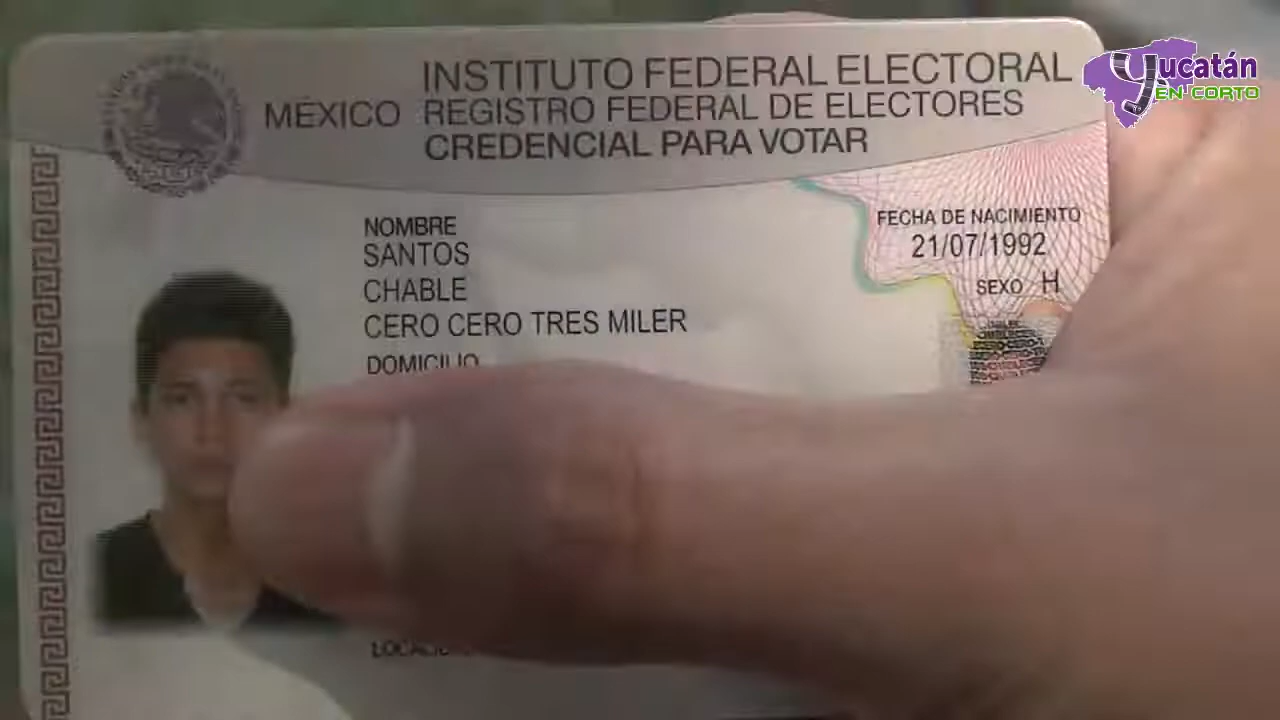 INSTITUTO FEDERAL ELECTORAL
MÉXICO REGISTRO FEDERAL DE ELECTORES
CREDENCIAL PARA VOTAR
Yucatán
EN CORTO
NOMBRE
SANTOS
CHABLE
CERO CERO TRES MILER
DOMICILIO
FECHA DE NACIMIENTO
21/07/1992
SEXO H